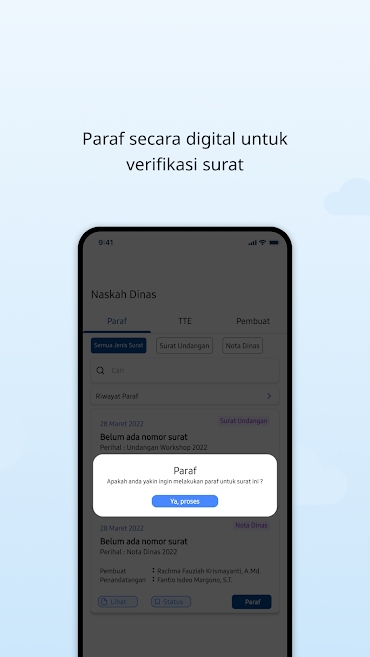 Paraf secara digital untuk
verifikasi surat
9:41
Naskah Dinas
Paraf TTE Pembuat
Semua Jenis Surat Surat Undangan Nota Dinas
Cari
Riwayat Paraf
28 Maret 2022 Surat Undangan
Belum ada nomor surat
Perihal : Undangan Workshop 2022
Paraf
Apakah anda yakin ingin melakukan paraf untuk surat ini ?
Ya, proses
28 Maret 2022 Nota Dinas
Belum ada nomor surat
Perihal : Nota Dinas 2022
Pembuat : Rachma Fauziah Krismayanti, A.Md.
Penandatangan : Fantio Isdeo Margono, S.T.
Lihat Status Paraf